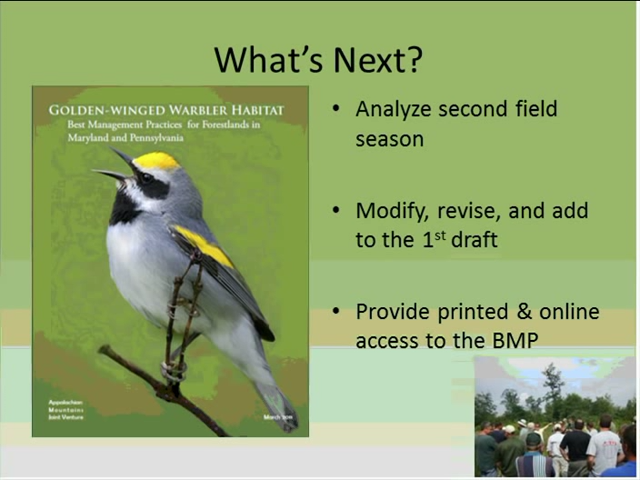 What's Next?
GOLDEN-WINGED WARBLER HABITAT
Best Management Practices for Forestlands in
Maryland and Pennsylvania
Appalachian
Mountains
Joint Venture
March 2011
• Analyze second field
season
• Modify, revise, and add
to the 1st draft
• Provide printed & online
access to the BMP